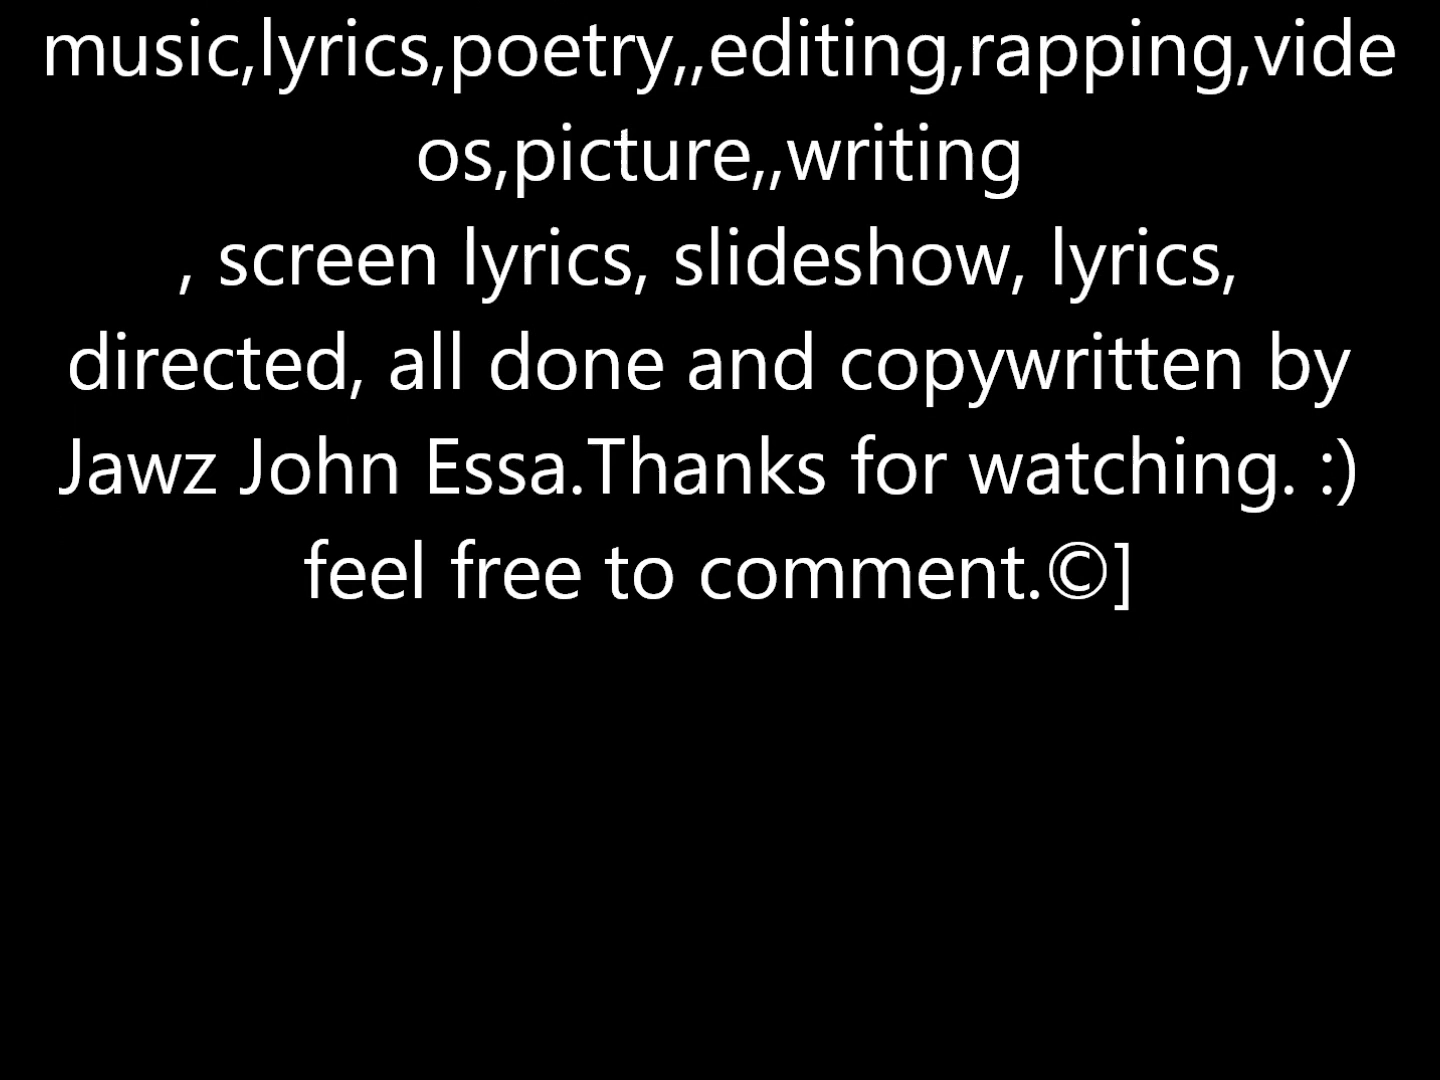 music,lyrics,poetry,,editing,rapping,vide
os,picture,,writing
, screen lyrics, slideshow, lyrics,
directed, all done and copywritten by
Jawz John Essa.Thanks for watching. :)
feel free to comment.©]